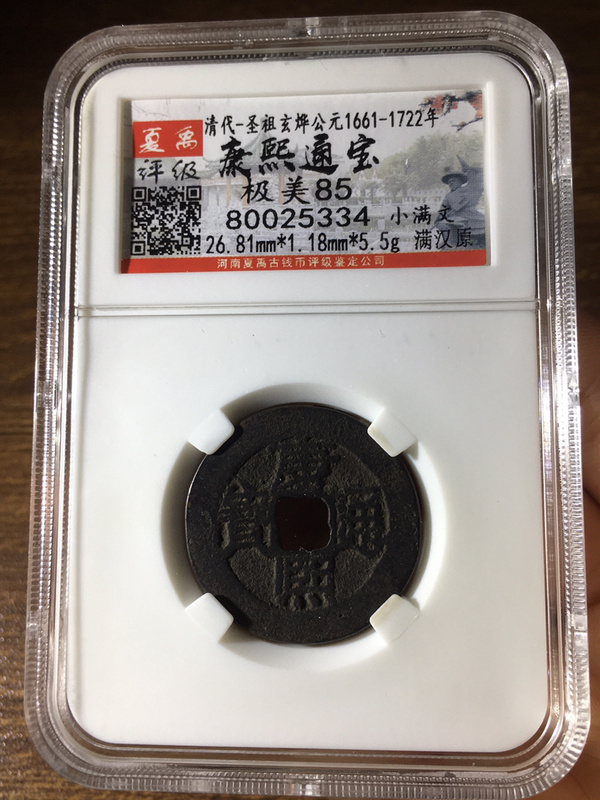 夏禹
评级
清代-圣祖玄烨公元1661-1722年
康熙通宝
极美85
80025334 小满文
26.81mm*1.18mm*5.5g 满汉原
河南夏禹古钱币评级鉴定公司
康熙通寶